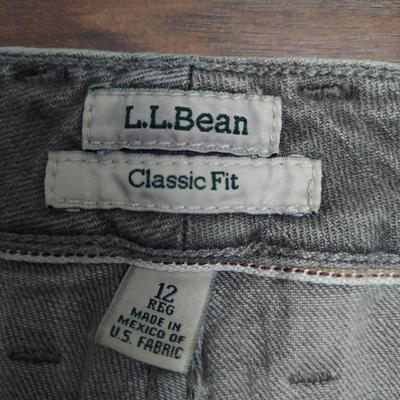 L.L.Bean
Classic Fit
12
REG
MADE IN
MEXICO OF
U.S. FABRIC